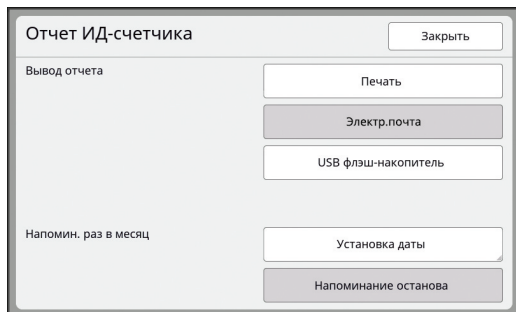 Отчет ИД-счетчика
Закрыть
Вывод отчета
Печать
Электр.почта
USB флэш-накопитель
Напомин. раз в месяц
Установка даты
Напоминание останова